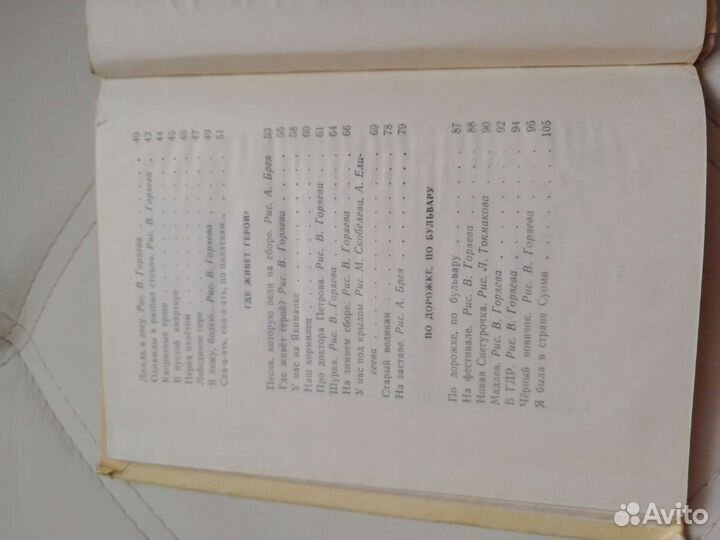 Дождь в лесу. Рис. В. Горяева . . . . . 40
Однажды я разбил стекло. Рис. В. Горяева 42
Капризные ерши . . . . . . . . . 44
В пустой квартире . . . . . . . . . 45
Перед полётом . . . . . . . . . . 46
Лебединое горе . . . . . . . . . . 47
Я лежу, болею... Рис. В. Горяева . . . . 49
Спа-а-ать, спа-а-ать, по палаткам... . . . 51
ГДЕ ЖИВЁТ ГЕРОЙ?
Песня, которую пели на сборе. Рис. А. Брея 53
Где живёт герой? Рис. В. Горяева . . . . 55
У нас на Якиманке . . . . . . . . . 58
Наш кормилец . . . . . . . . . . 60
Про доктора Петрова. Рис. В. Горяева . . 61
Шурка. Рис. В. Горяева . . . . . . . 64
На зимнем сборе. Рис. В. Горяева . . . . 66
У нас под крылом. Рис. М. Скобелева, А. Ели-
сеева . . . . . . . . . . . . . 69
Старый великан . . . . . . . . . . 78
На заставе. Рис. А. Брея . . . . . . . 79
ПО ДОРОЖКЕ, ПО БУЛЬВАРУ
По дорожке, по бульвару . . . . . . . 87
На фестивале. Рис. В. Горяева . . . . . 88
Новая Снегурочка. Рис. Л. Токмакова . . . 90
Мадлен. Рис. В. Горяева . . . . . . . 92
В ГДР. Рис. В. Горяева . . . . . . . 94
Чёрный новичок. Рис. В. Горяева . . . . 96
Я была в стране Суоми . . . . . . . . 105
Avito